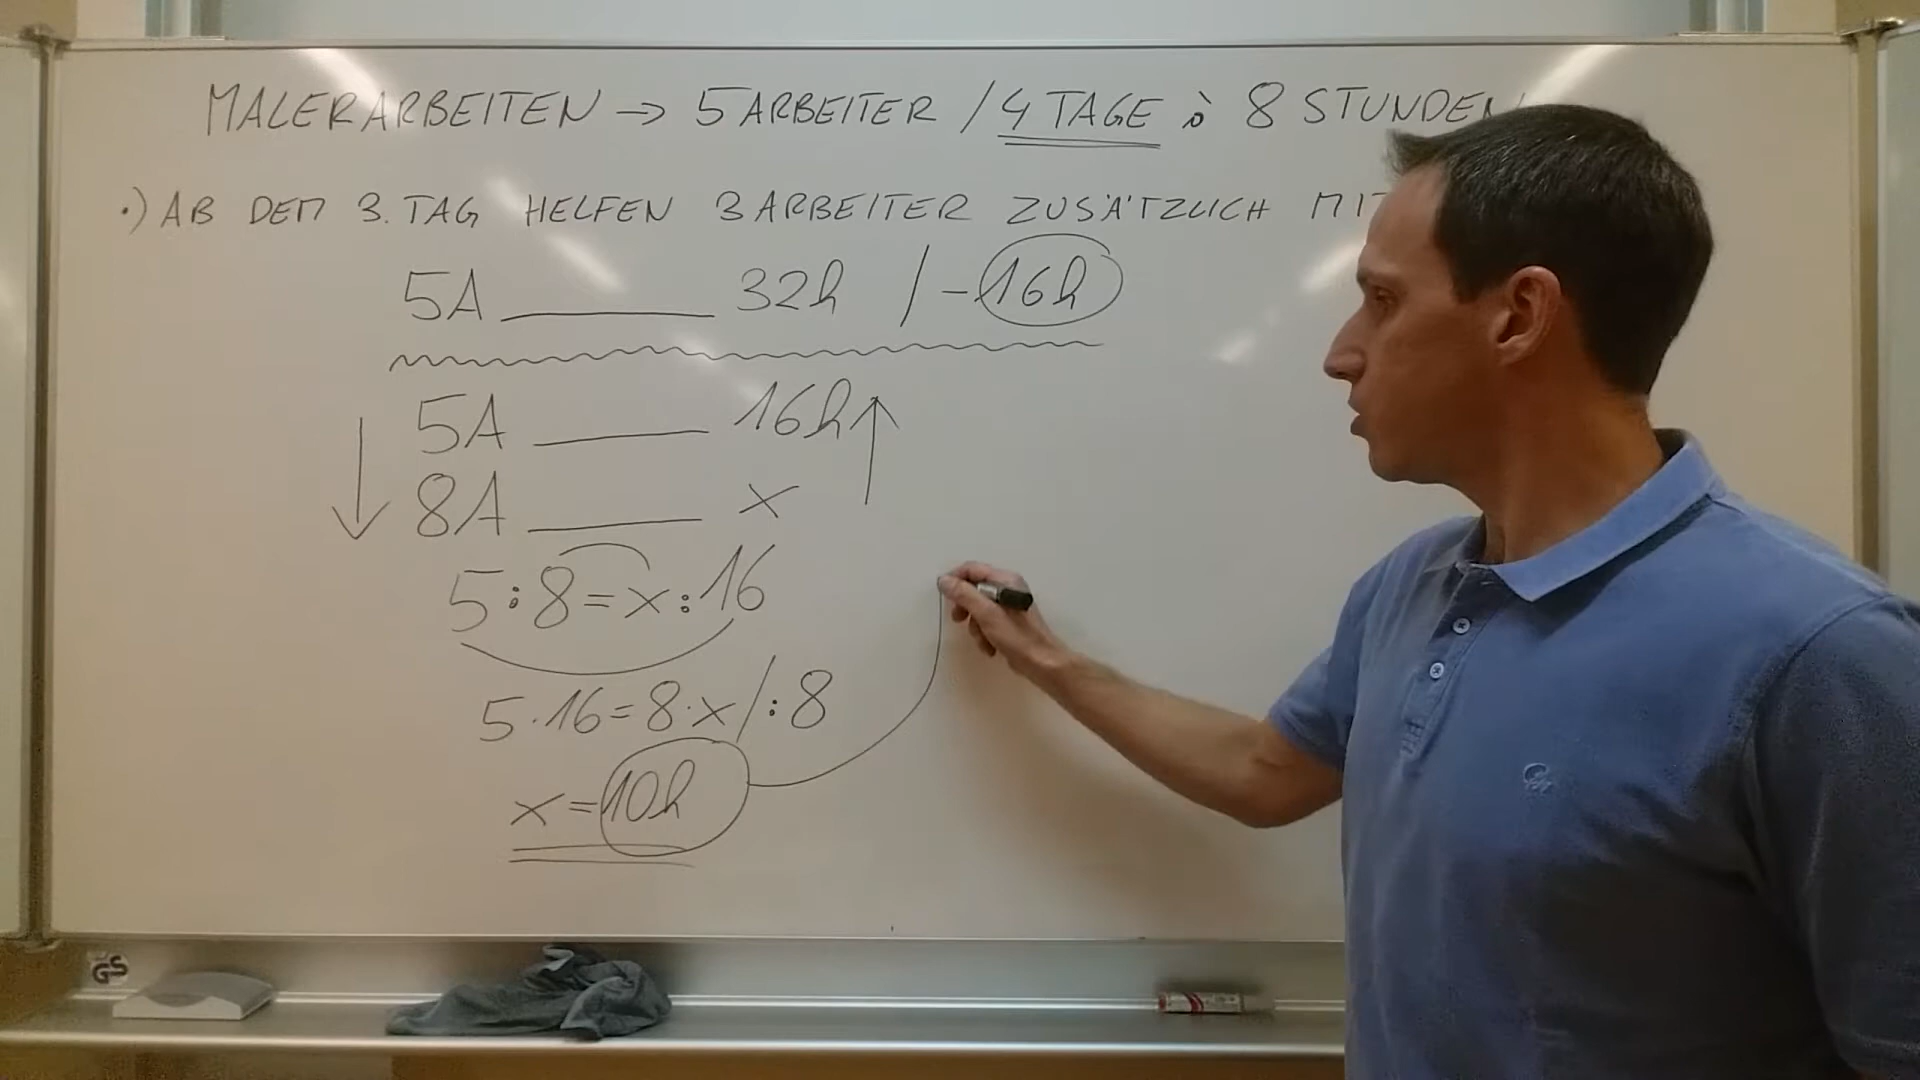 MALERARBEITEN → 5 ARBEITER / 4 TAGE à 8 STUNDEN
·) AB DEM 3. TAG HELFEN 3 ARBEITER ZUSÄTZLICH MIT
5A ______ 32h / -16h
5A ______ 16h ↑
↓ 8A ______ x
5:8=x:16
5·16=8·x/:8
x=10h
GS